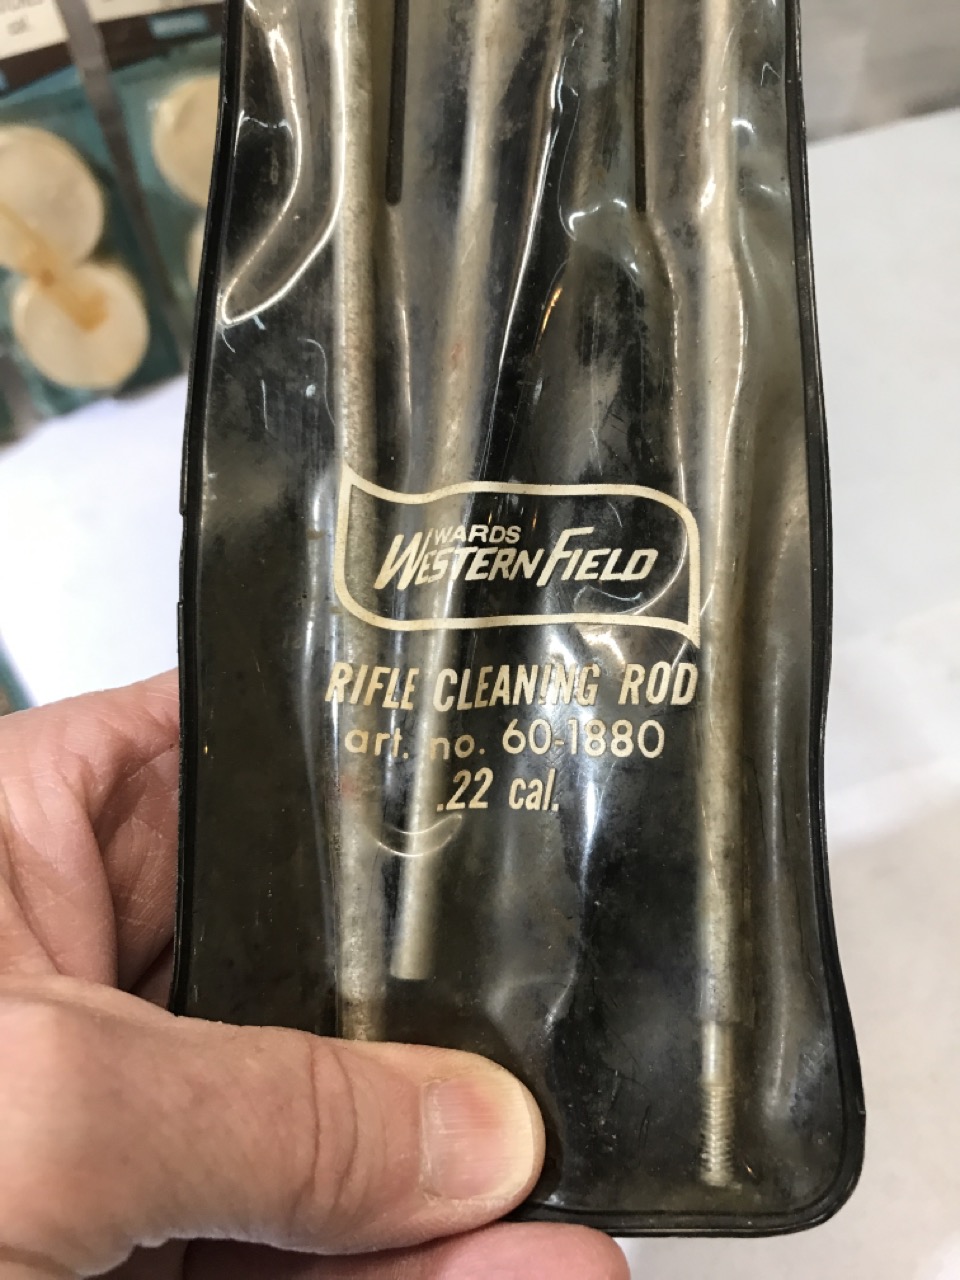 WARDS
WESTERN FIELD
RIFLE CLEANING ROD
art. no. 60-1880
.22 cal.